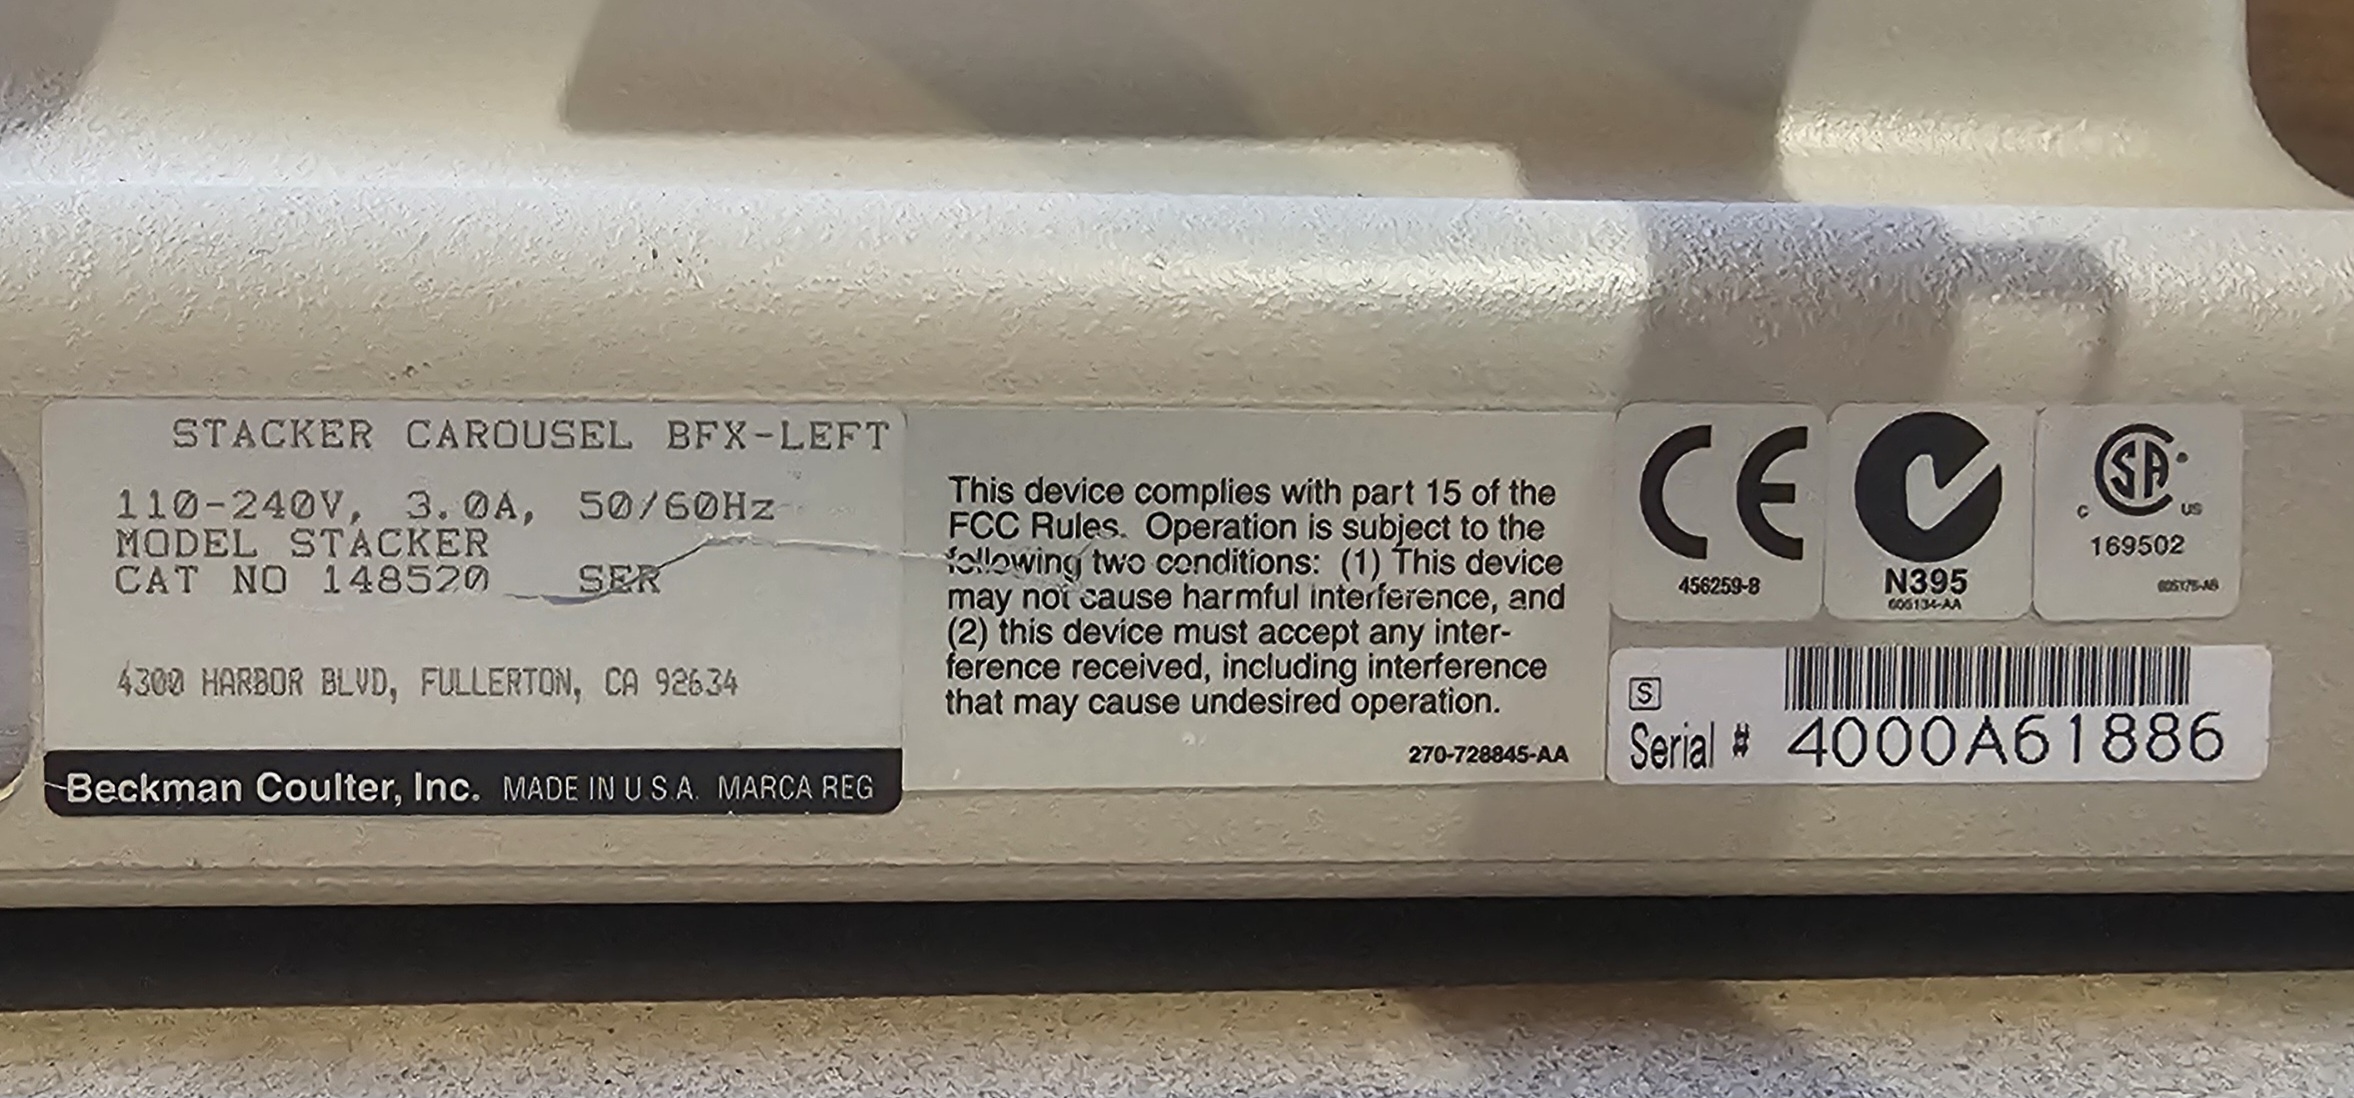 STACKER CAROUSEL BFX-LEFT
110-240V, 3.0A, 50/60Hz
MODEL STACKER
CAT NO 148520 SER
4300 HARBOR BLVD, FULLERTON, CA 92634
Beckman Coulter, Inc. MADE IN U.S.A. MARCA REG
This device complies with part 15 of the
FCC Rules. Operation is subject to the
following two conditions: (1) This device
may not cause harmful interference, and
(2) this device must accept any inter-
ference received, including interference
that may cause undesired operation.
270-728845-AA
CE
456259-8
N395
606134-AA
SA
C US
169502
S
Serial # 4000A61886